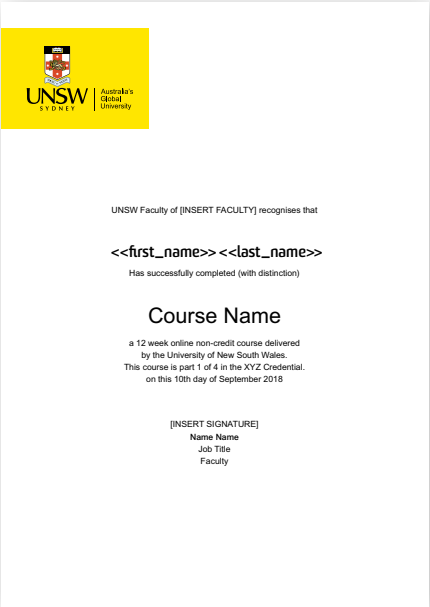 UNSW
SYDNEY
Australia's
Global
University
UNSW Faculty of [INSERT FACULTY] recognises that
<<first_name>> <<last_name>>
Has successfully completed (with distinction)
Course Name
a 12 week online non-credit course delivered
by the University of New South Wales.
This course is part 1 of 4 in the XYZ Credential.
on this 10th day of September 2018
[INSERT SIGNATURE]
Name Name
Job Title
Faculty